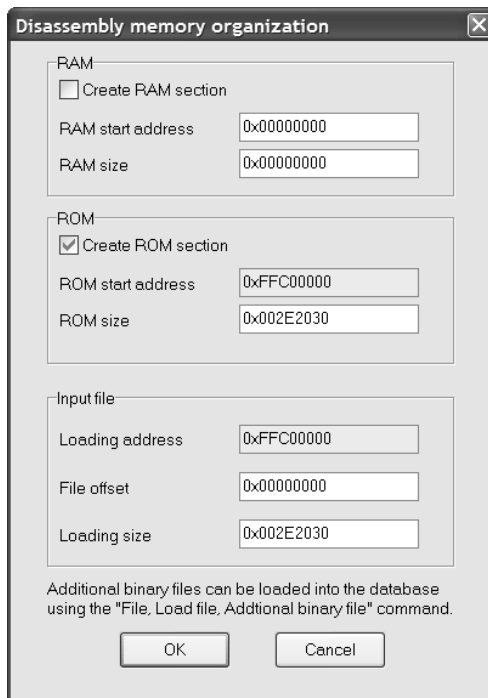 Disassembly memory organization
RAM
Create RAM section
RAM start address 0x00000000
RAM size 0x00000000
ROM
Create ROM section
ROM start address 0xFFC00000
ROM size 0x002E2030
Input file
Loading address 0xFFC00000
File offset 0x00000000
Loading size 0x002E2030
Additional binary files can be loaded into the database
using the "File, Load file, Addtional binary file" command.
OK Cancel